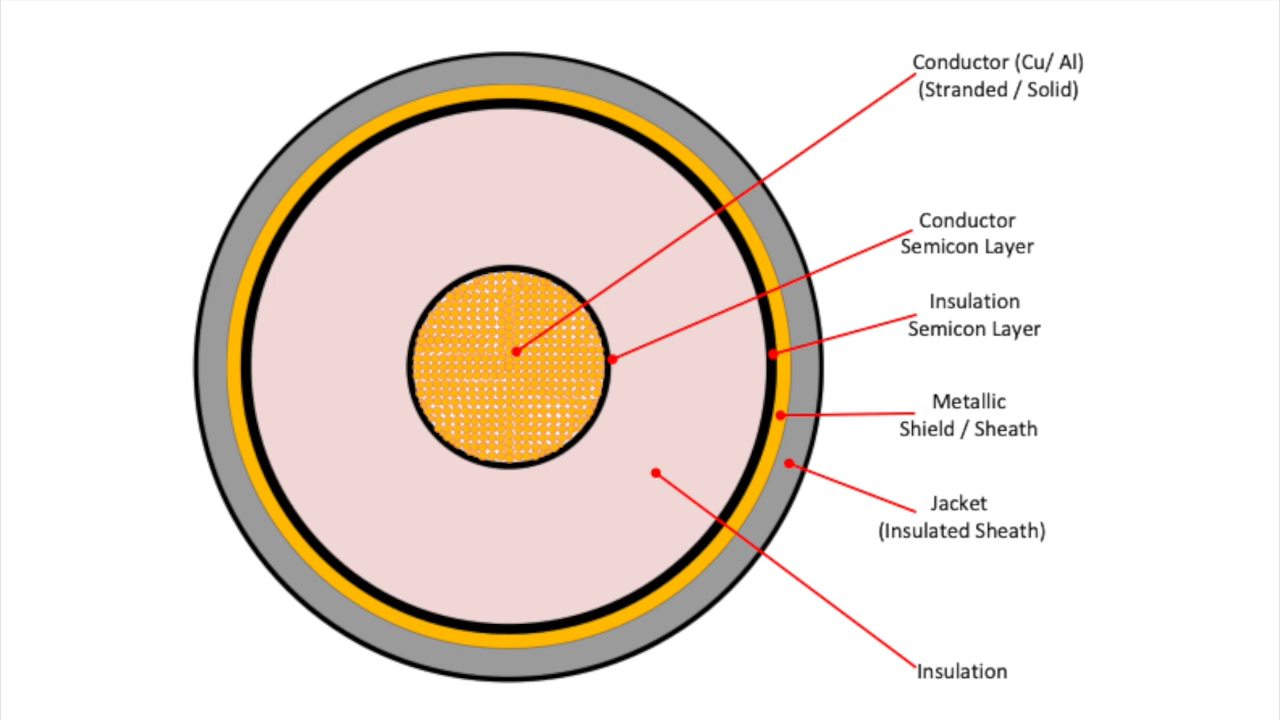 Conductor (Cu/ Al)
(Stranded / Solid)
Conductor
Semicon Layer
Insulation
Semicon Layer
Metallic
Shield / Sheath
Jacket
(Insulated Sheath)
Insulation